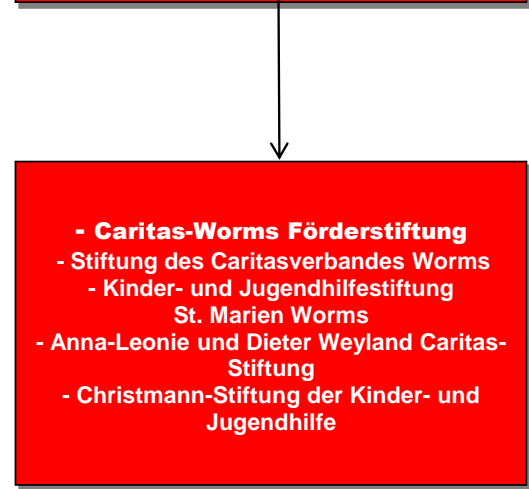 - Caritas-Worms Förderstiftung
- Stiftung des Caritasverbandes Worms
- Kinder- und Jugendhilfestiftung
St. Marien Worms
- Anna-Leonie und Dieter Weyland Caritas-
Stiftung
- Christmann-Stiftung der Kinder- und
Jugendhilfe